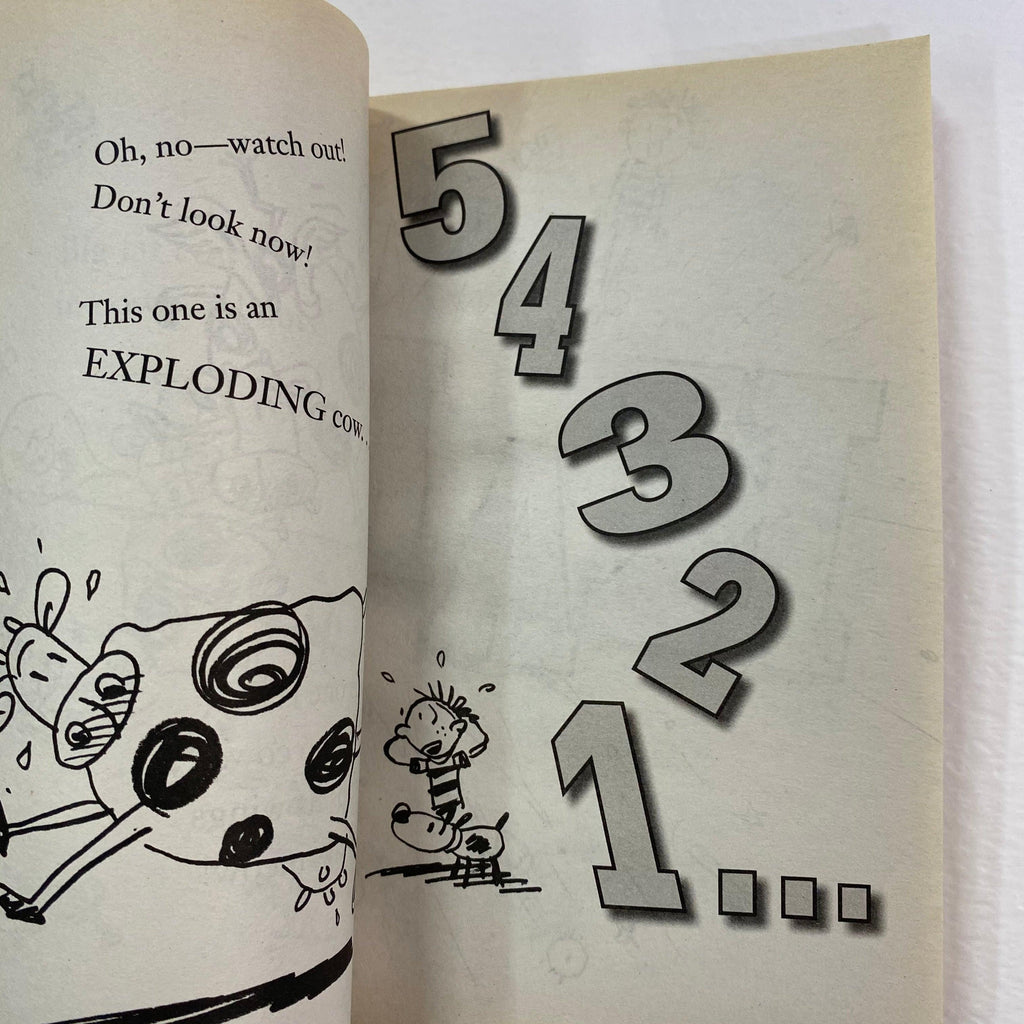 Oh, no—watch out!
Don't look now!
This one is an
EXPLODING cow..
5
4
3
2
1...